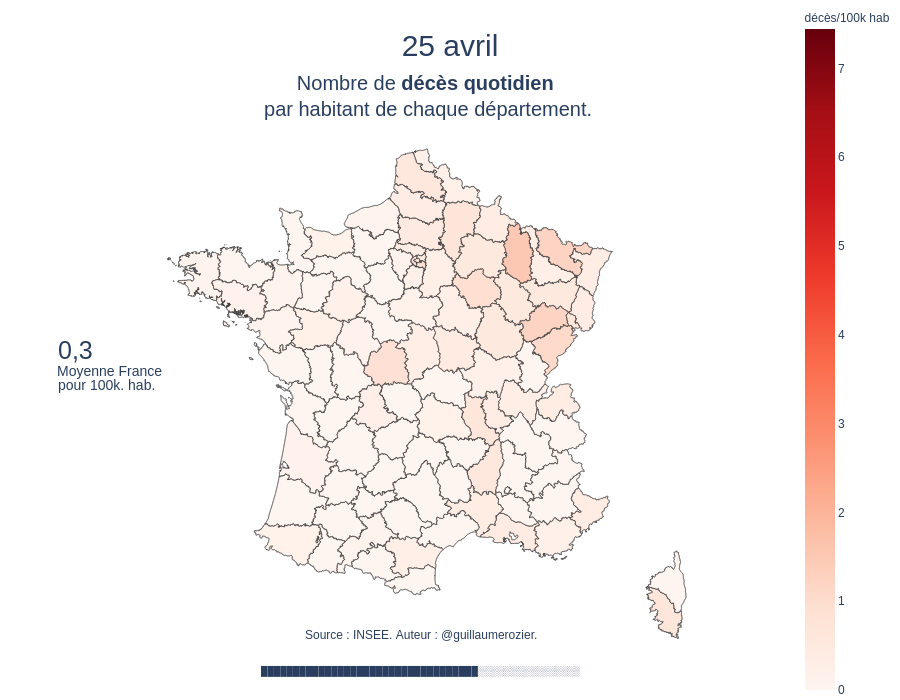 décès/100k hab
25 avril
Nombre de décès quotidien
par habitant de chaque département.
7
6
5
4
3
2
1
0
0,3
Moyenne France
pour 100k. hab.
Source : INSEE. Auteur : @guillaumerozier.